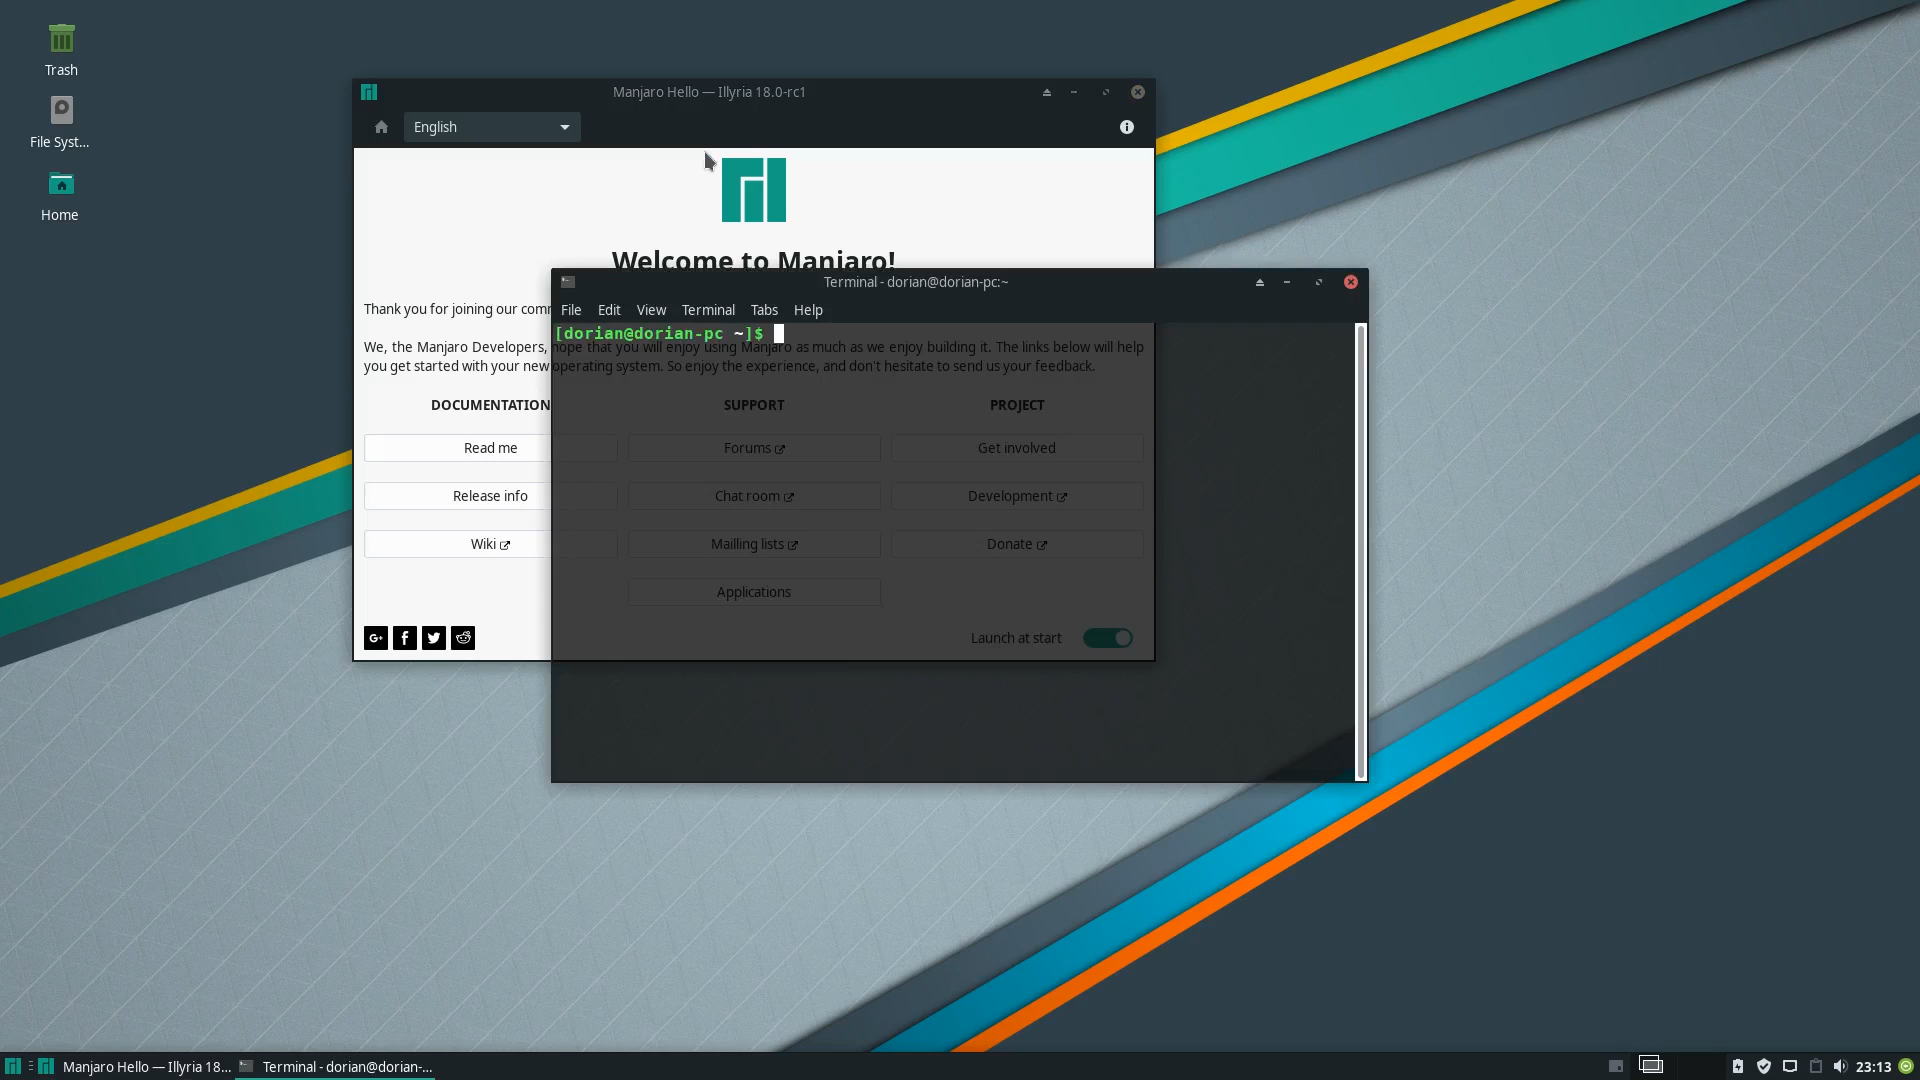 Trash
File Syst...
Home
Manjaro Hello — Illyria 18.0-rc1
English
Welcome to Manjaro!
Thank you for joining our com
Terminal - dorian@dorian-pc:~
File Edit View Terminal Tabs Help
[dorian@dorian-pc ~]$
We, the Manjaro Developers, hope that you will enjoy using Manjaro as much as we enjoy building it. The links below will help
you get started with your new operating system. So enjoy the experience, and don't hesitate to send us your feedback.
DOCUMENTATION SUPPORT PROJECT
Read me Forums Get involved
Release info Chat room Development
Wiki Mailling lists Donate
Applications
G+ f Launch at start
Manjaro Hello — Illyria 18... Terminal - dorian@dorian-... 23:13